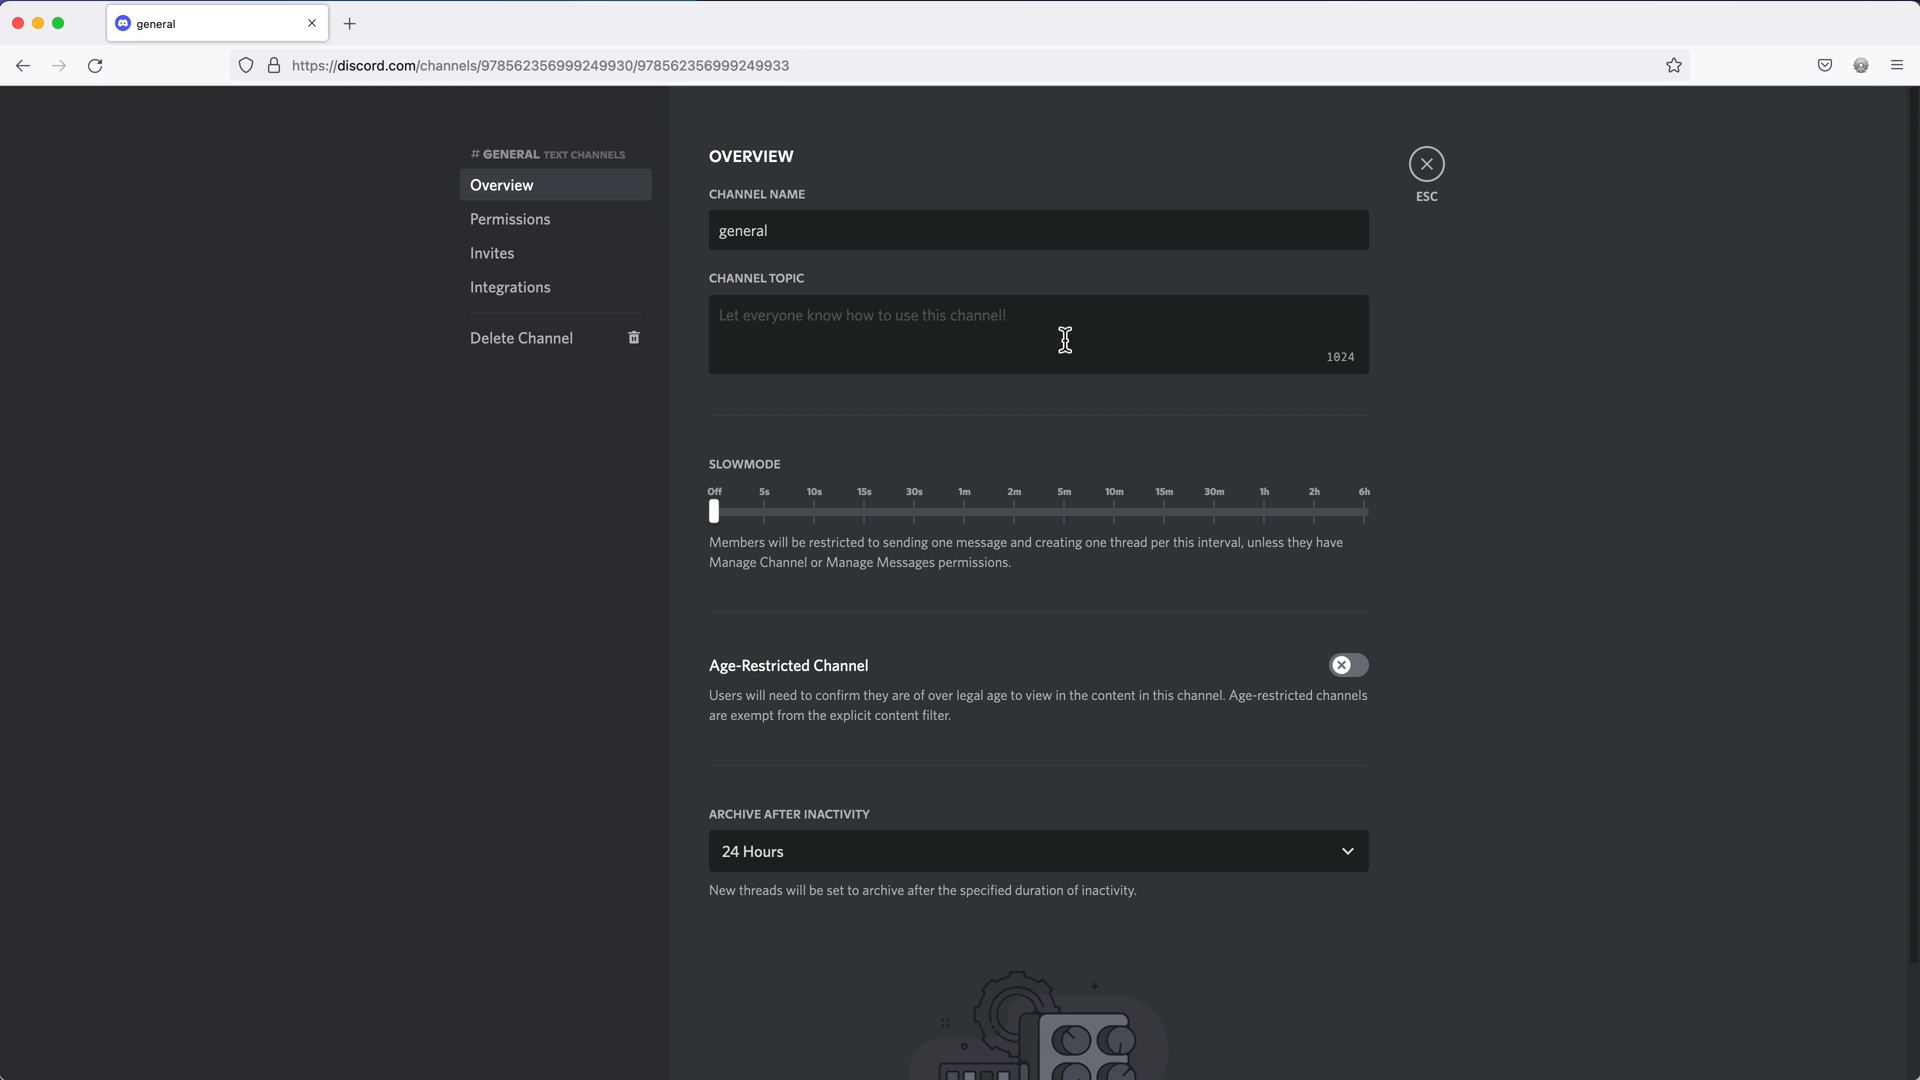 general
https://discord.com/channels/978562356999249930/978562356999249933
# GENERAL TEXT CHANNELS
Overview
Permissions
Invites
Integrations
Delete Channel
OVERVIEW
ESC
CHANNEL NAME
general
CHANNEL TOPIC
Let everyone know how to use this channel!
1024
SLOWMODE
Off 5s 10s 15s 30s 1m 2m 5m 10m 15m 30m 1h 2h 6h
Members will be restricted to sending one message and creating one thread per this interval, unless they have
Manage Channel or Manage Messages permissions.
Age-Restricted Channel
Users will need to confirm they are of over legal age to view in the content in this channel. Age-restricted channels
are exempt from the explicit content filter.
ARCHIVE AFTER INACTIVITY
24 Hours
New threads will be set to archive after the specified duration of inactivity.